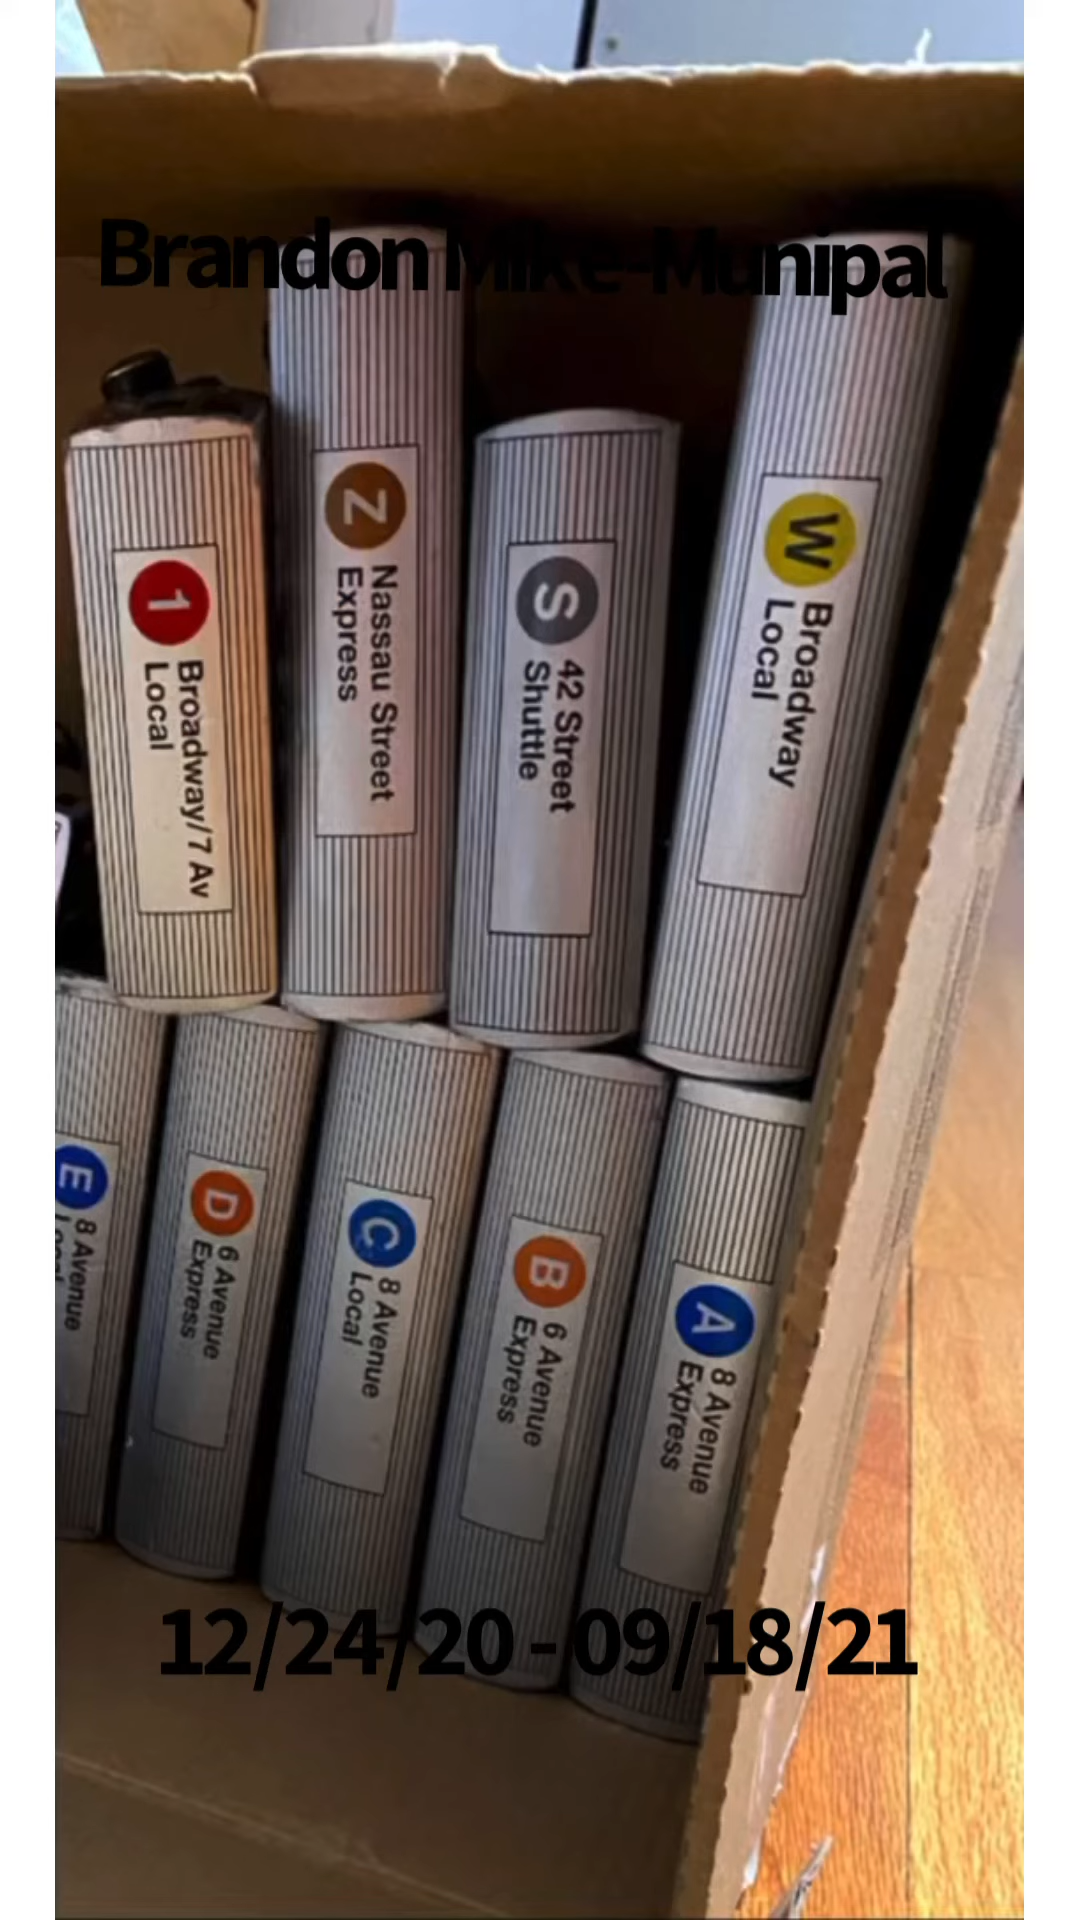 Brandon Mike-Munipal
1
Broadway/7 Av
Local
Z
Nassau Street
Express
S
42 Street
Shuttle
W
Broadway
Local
E
8 Avenue
Local
D
6 Avenue
Express
C
8 Avenue
Local
B
6 Avenue
Express
A
8 Avenue
Express
12/24/20 - 09/18/21